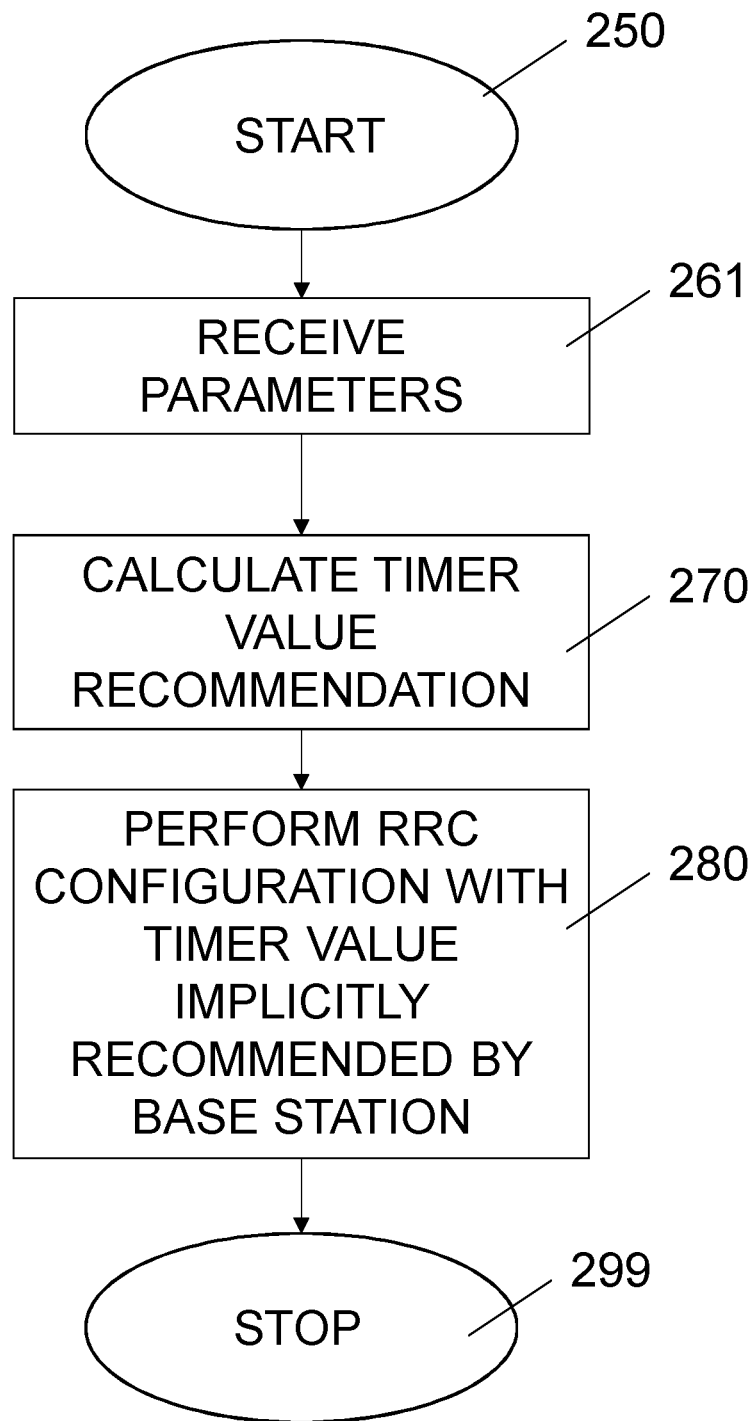 250
START
261
RECEIVE
PARAMETERS
270
CALCULATE TIMER
VALUE
RECOMMENDATION
280
PERFORM RRC
CONFIGURATION WITH
TIMER VALUE
IMPLICITLY
RECOMMENDED BY
BASE STATION
299
STOP